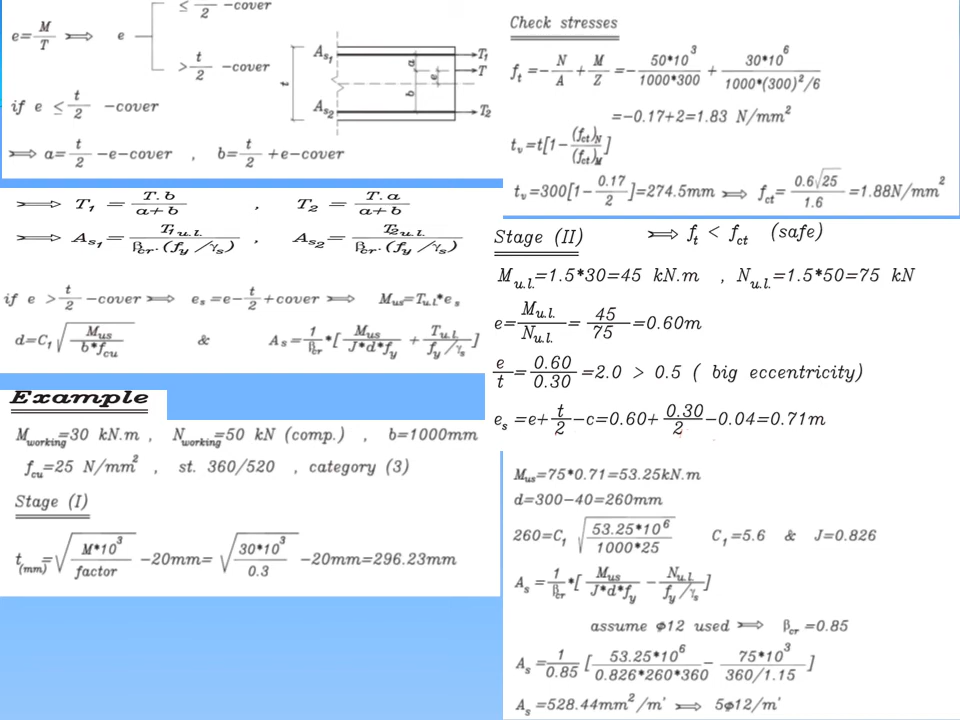 ≤ t/2 -cover
e= M/T ⟹ e
> t/2 -cover
if e ≤ t/2 -cover
⟹ a= t/2 -e-cover , b= t/2 +e-cover
t As1 As2 a b e T1 T T2
⟹ T1 = T.b/a+b , T2 = T.a/a+b
⟹ As1 = T1u.l./βcr.(fy/γs) , As2 = T2u.l./βcr.(fy/γs)
if e > t/2 -cover ⟹ es=e- t/2 +cover ⟹ Mus=Tu.l*es
d=C1 √(Mus/b*fcu) & As= 1/βcr *[ Mus/J*d*fy + Tu.l./fy/γs ]
Example
Mworking=30 kN.m , Nworking=50 kN (comp.) , b=1000mm
fcu=25 N/mm² , st. 360/520 , category (3)
Stage (I)
t(mm)=√(M*10³/factor) -20mm= √(30*10³/0.3) -20mm=296.23mm
Check stresses
ft=- N/A + M/Z =- 50*10³/1000*300 + 30*10⁶/1000*(300)²/6
=-0.17+2=1.83 N/mm²
tv=t[1- (fct)N/(fct)M ]
tv=300[1- 0.17/2 ]=274.5mm ⟹ fct= 0.6√25/1.6 =1.88N/mm²
Stage (II) ⟹ ft < fct (safe)
Mu.l.=1.5*30=45 kN.m , Nu.l.=1.5*50=75 kN
e= Mu.l./Nu.l. = 45/75 =0.60m
e/t = 0.60/0.30 =2.0 > 0.5 ( big eccentricity)
es=e+ t/2 -c=0.60+ 0.30/2 -0.04=0.71m
Mus=75*0.71=53.25kN.m
d=300-40=260mm
260=C1 √(53.25*10⁶/1000*25) C1=5.6 & J=0.826
As = 1/βcr *[ Mus/J*d*fy - Nu.l./fy/γs ]
assume φ12 used ⟹ βcr=0.85
As = 1/0.85 [ 53.25*10⁶/0.826*260*360 - 75*10³/360/1.15 ]
As=528.44mm²/m' ⟹ 5φ12/m'